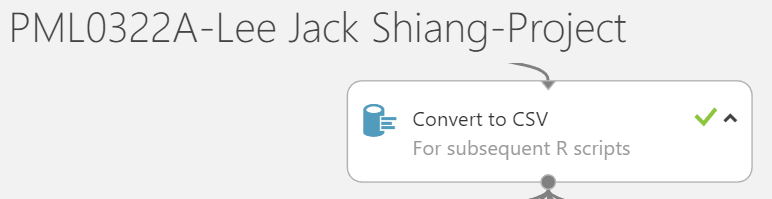 PML0322A-Lee Jack Shiang-Project
Convert to CSV
For subsequent R scripts